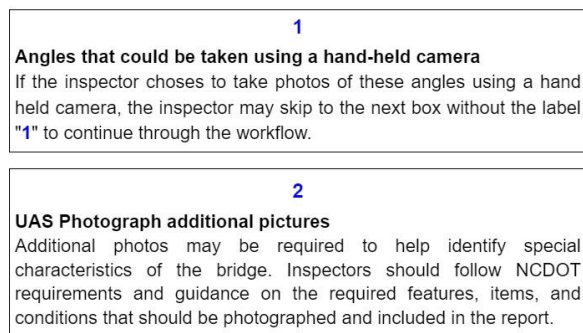 1
Angles that could be taken using a hand-held camera
If the inspector choses to take photos of these angles using a hand
held camera, the inspector may skip to the next box without the label
"1" to continue through the workflow.
2
UAS Photograph additional pictures
Additional photos may be required to help identify special
characteristics of the bridge. Inspectors should follow NCDOT
requirements and guidance on the required features, items, and
conditions that should be photographed and included in the report.